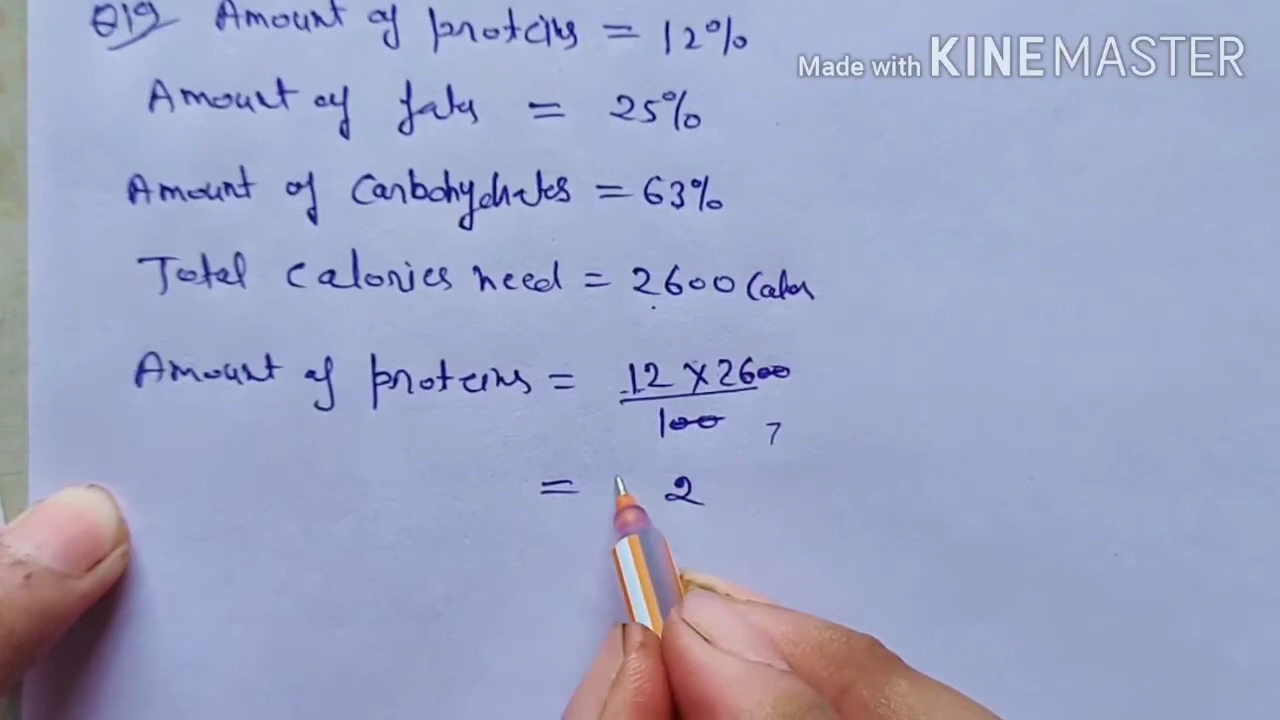 Q19 Amount of proteins = 12%
Made with KINEMASTER
Amount of fats = 25%
Amount of Carbohydrates = 63%
Total Calories need = 2600
Amount of proteins = 12 × 2600
100 7
= 2